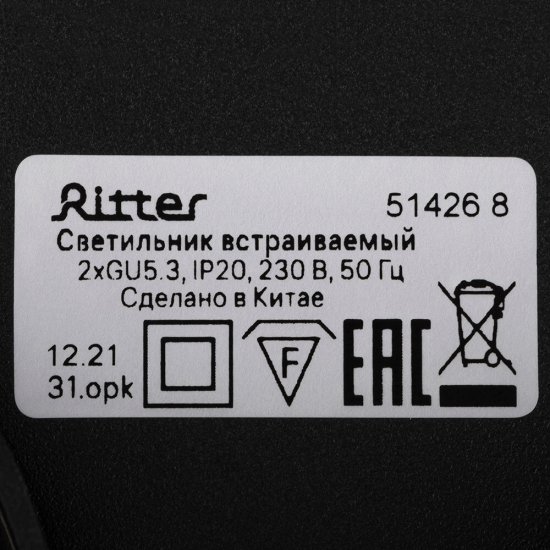 Ritter 51426 8
Светильник встраиваемый
2xGU5.3, IP20, 230 В, 50 Гц
Сделано в Китае
12.21
31.opk
F
EAC